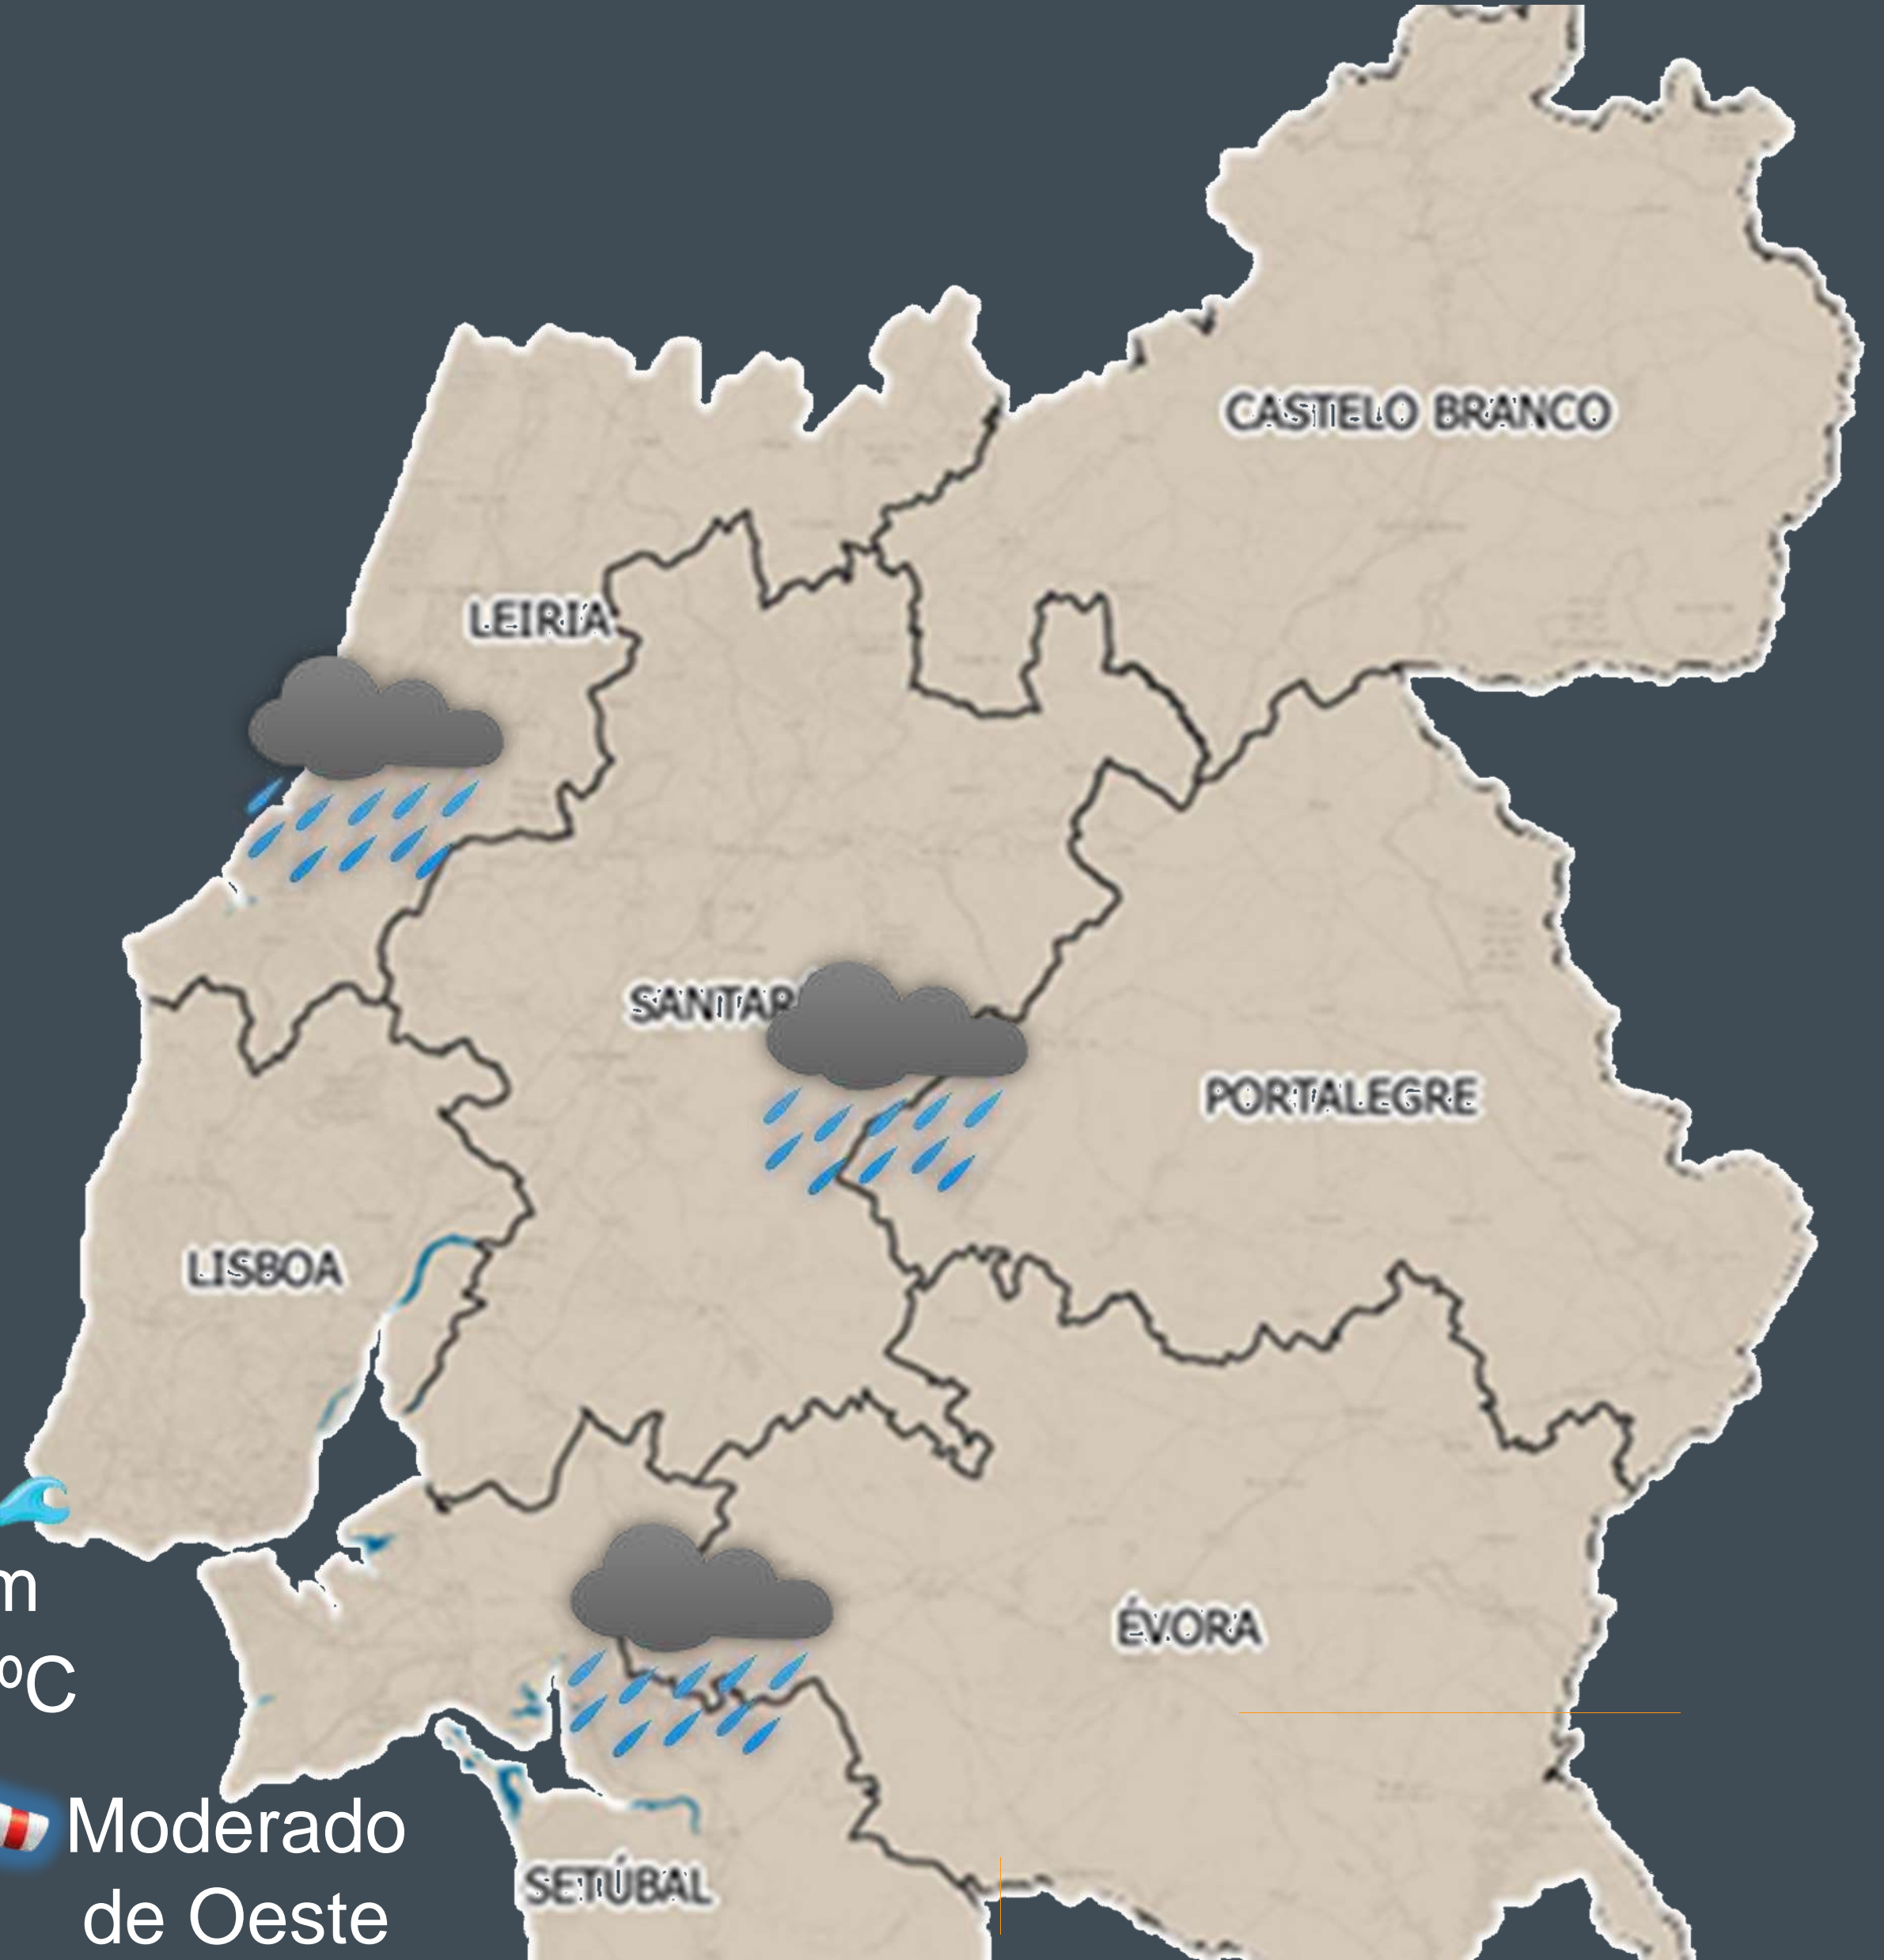 CASTELO BRANCO
LEIRIA
SANTAR
PORTALEGRE
LISBOA
m
ºC
ÉVORA
Moderado
de Oeste
SETÚBAL